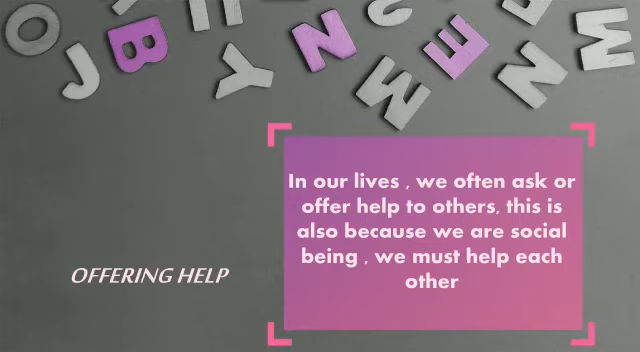 OFFERING HELP
In our lives , we often ask or
offer help to others, this is
also because we are social
being , we must help each
other